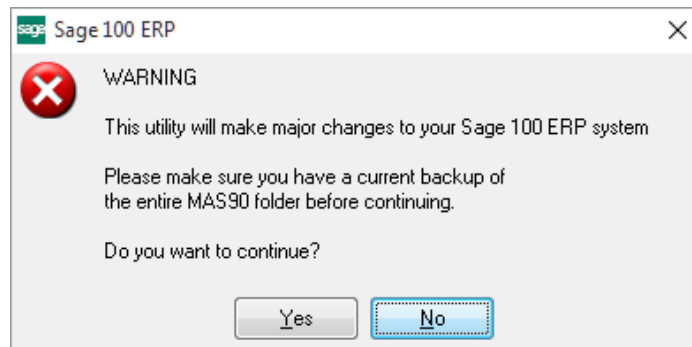 sage Sage 100 ERP
WARNING
This utility will make major changes to your Sage 100 ERP system
Please make sure you have a current backup of
the entire MAS90 folder before continuing.
Do you want to continue?
Yes
No